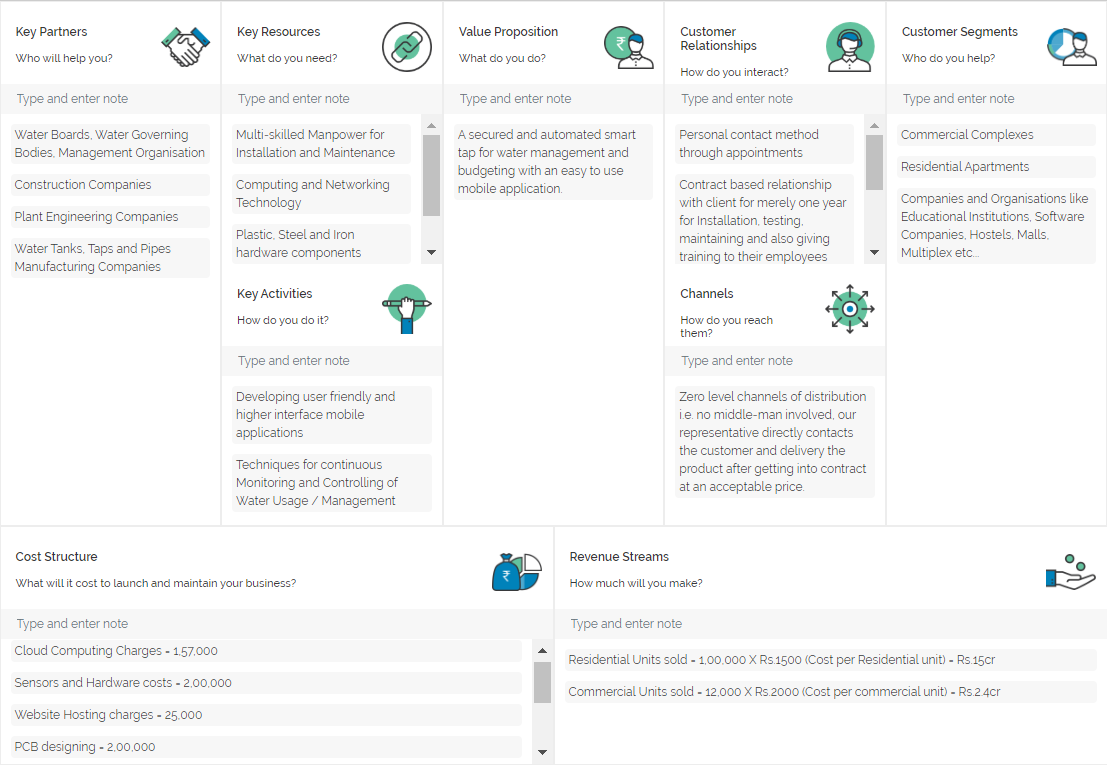 Key Partners
Who will help you?
Type and enter note
Water Boards, Water Governing
Bodies, Management Organisation
Construction Companies
Plant Engineering Companies
Water Tanks, Taps and Pipes
Manufacturing Companies
Key Resources
What do you need?
Type and enter note
Multi-skilled Manpower for
Installation and Maintenance
Computing and Networking
Technology
Plastic, Steel and Iron
hardware components
Key Activities
How do you do it?
Type and enter note
Developing user friendly and
higher interface mobile
applications
Techniques for continuous
Monitoring and Controlling of
Water Usage / Management
Value Proposition
What do you do?
Type and enter note
A secured and automated smart
tap for water management and
budgeting with an easy to use
mobile application.
Customer
Relationships
How do you interact?
Type and enter note
Personal contact method
through appointments
Contract based relationship
with client for merely one year
for Installation, testing,
maintaining and also giving
training to their employees
Channels
How do you reach
them?
Type and enter note
Zero level channels of distribution
i.e. no middle-man involved, our
representative directly contacts
the customer and delivery the
product after getting into contract
at an acceptable price.
Customer Segments
Who do you help?
Type and enter note
Commercial Complexes
Residential Apartments
Companies and Organisations like
Educational Institutions, Software
Companies, Hostels, Malls,
Multiplex etc...
Cost Structure
What will it cost to launch and maintain your business?
₹
Type and enter note
Cloud Computing Charges = 1,57,000
Sensors and Hardware costs = 2,00,000
Website Hosting charges = 25,000
PCB designing = 2,00,000
Revenue Streams
How much will you make?
Type and enter note
Residential Units sold = 1,00,000 X Rs.1500 (Cost per Residential unit) = Rs.15cr
Commercial Units sold = 12,000 X Rs.2000 (Cost per commercial unit) = Rs.2.4cr